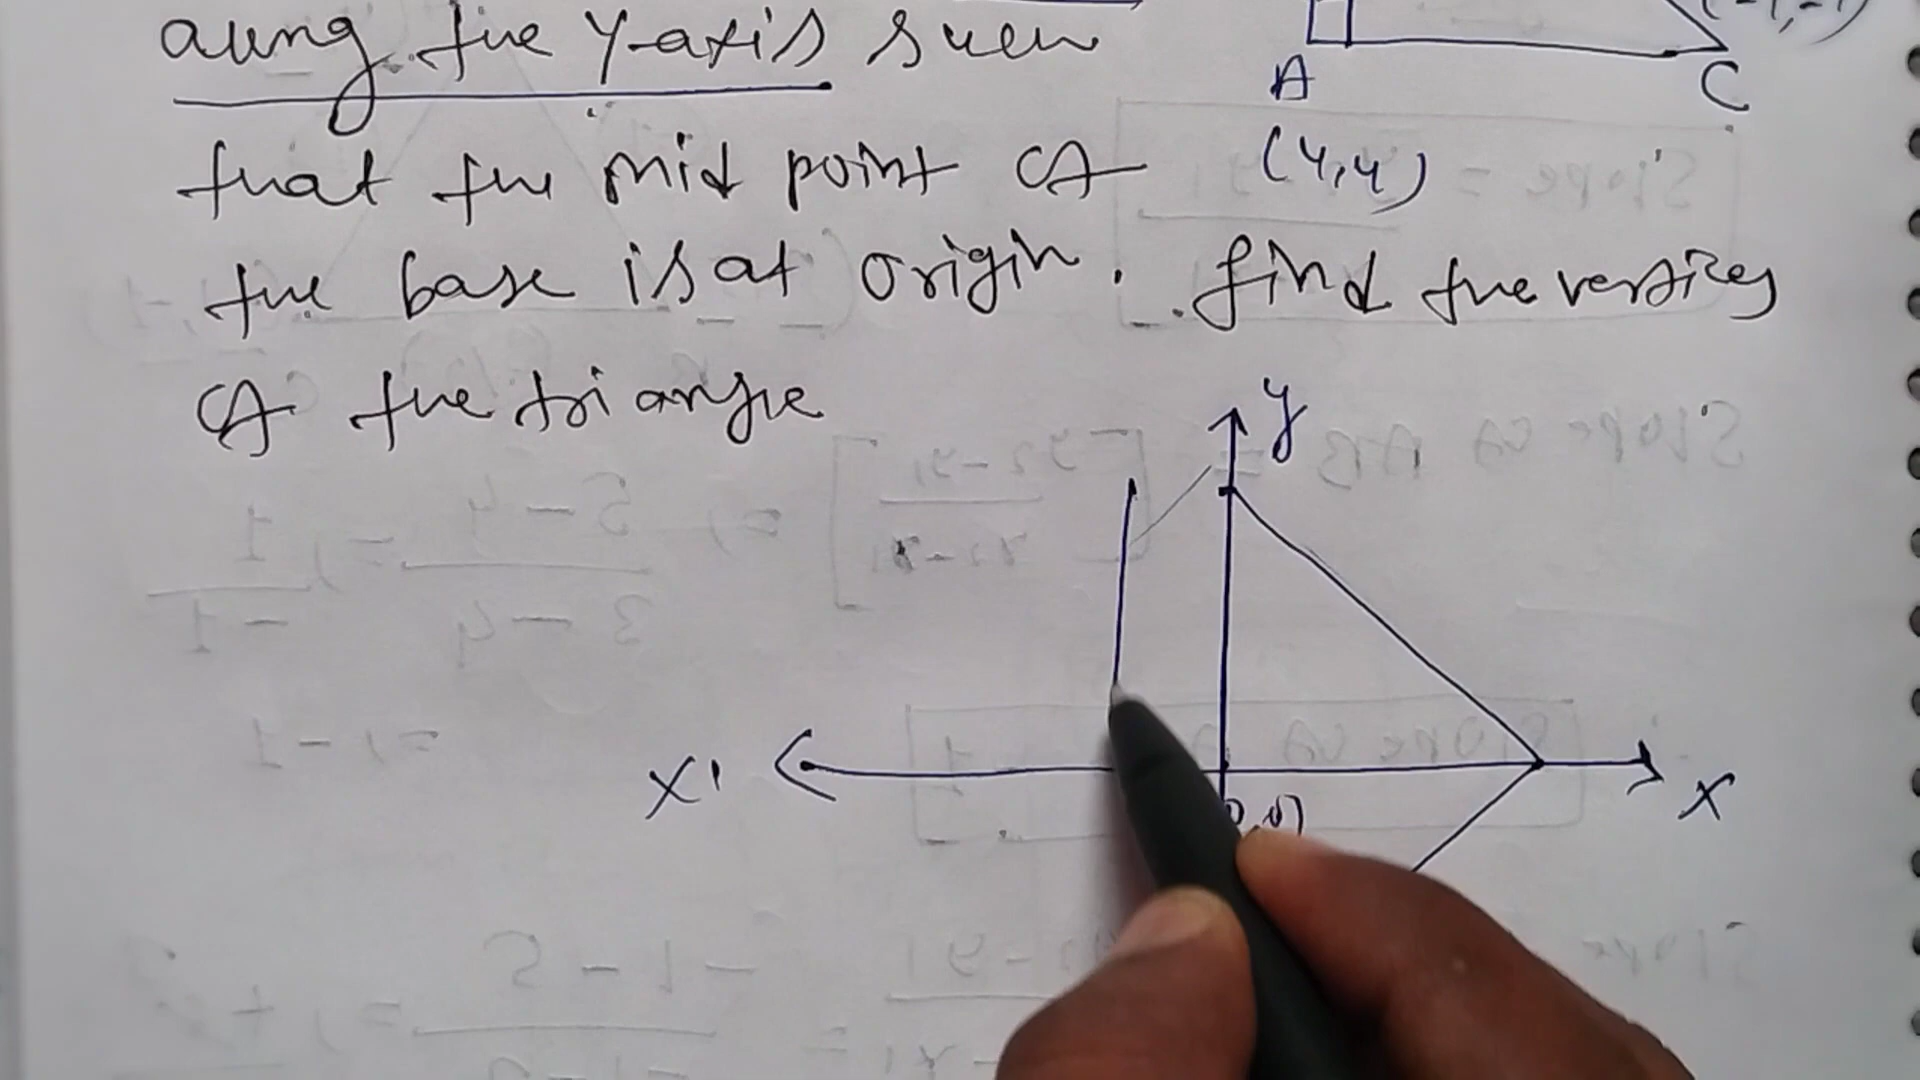 along the Y-axis such
A C
that the mid point of (4,4)
the base is at origin. find the vertices
of the triangle
y
X' X